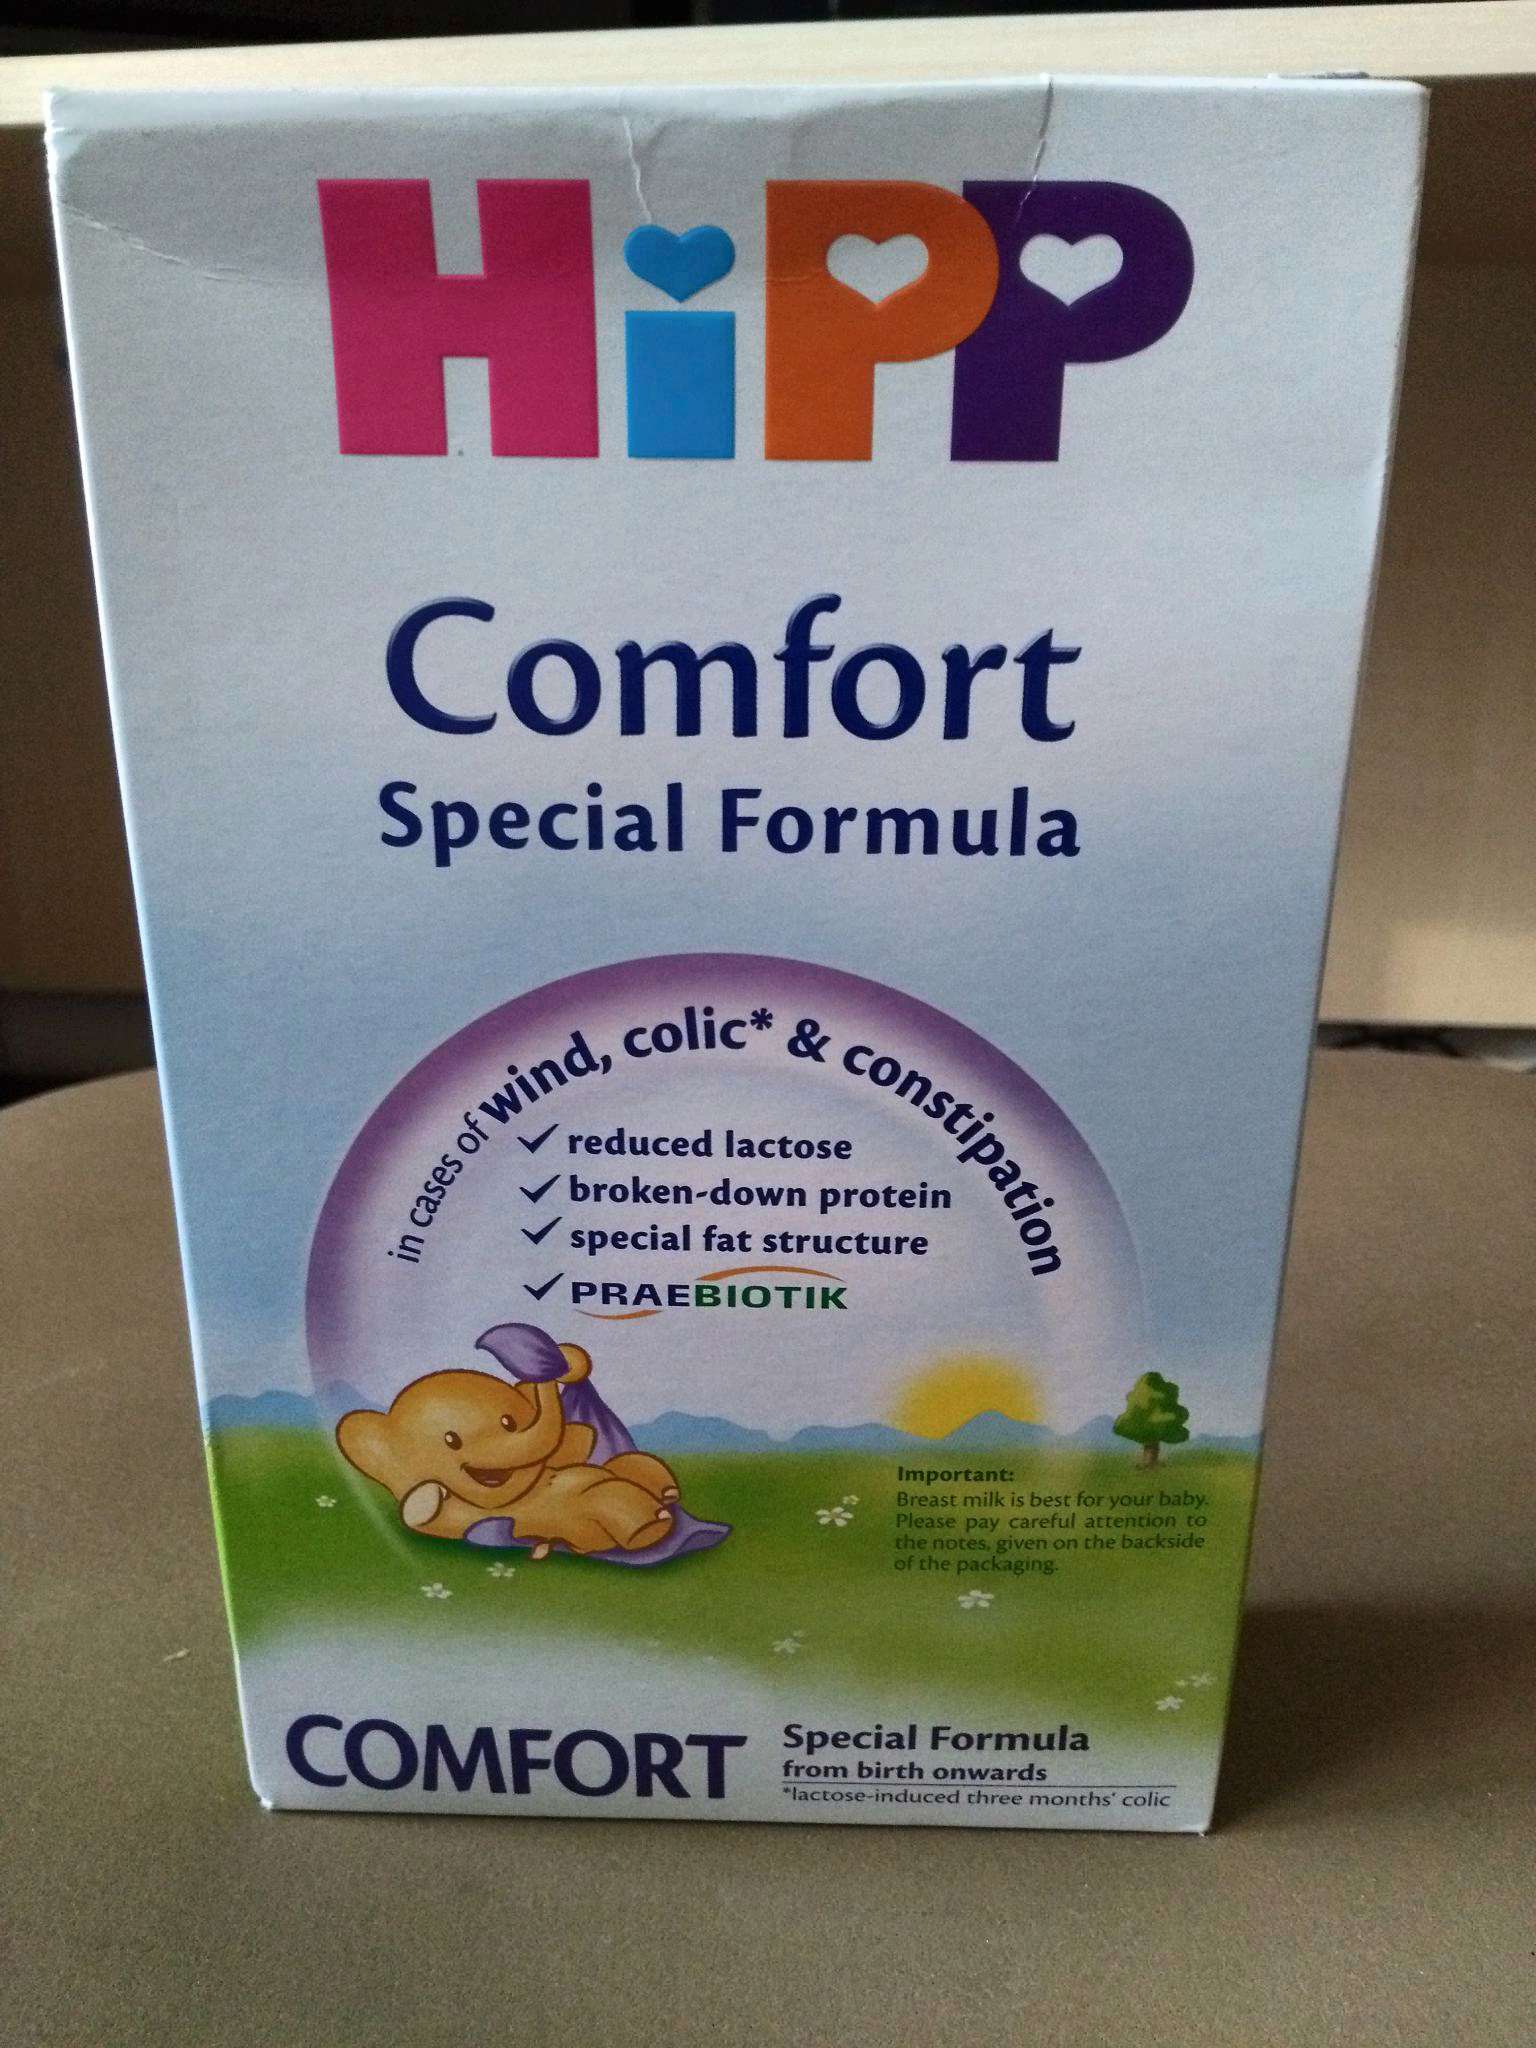 HiPP
Comfort
Special Formula
in cases of wind, colic* & constipation
✓ reduced lactose
✓ broken-down protein
✓ special fat structure
✓ PRAEBIOTIK
Important:
Breast milk is best for your baby.
Please pay careful attention to
the notes, given on the backside
of the packaging.
COMFORT
Special Formula
from birth onwards
*lactose-induced three months' colic